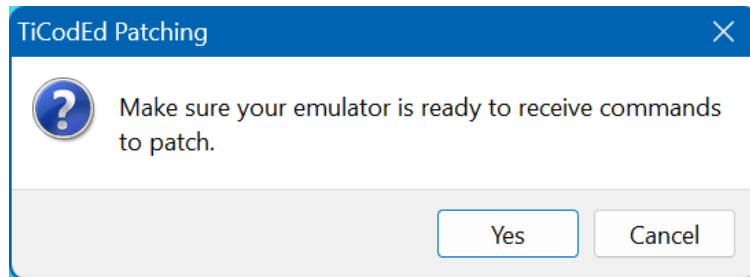 TiCodEd Patching
Make sure your emulator is ready to receive commands
to patch.
Yes
Cancel